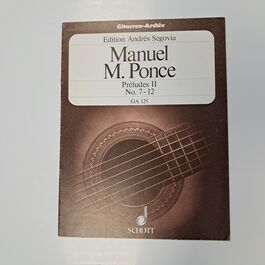 Gitarren-Archiv
Edition Andrés Segovia
Manuel
M. Ponce
Préludes II
No. 7-12
GA 125
SCHOTT